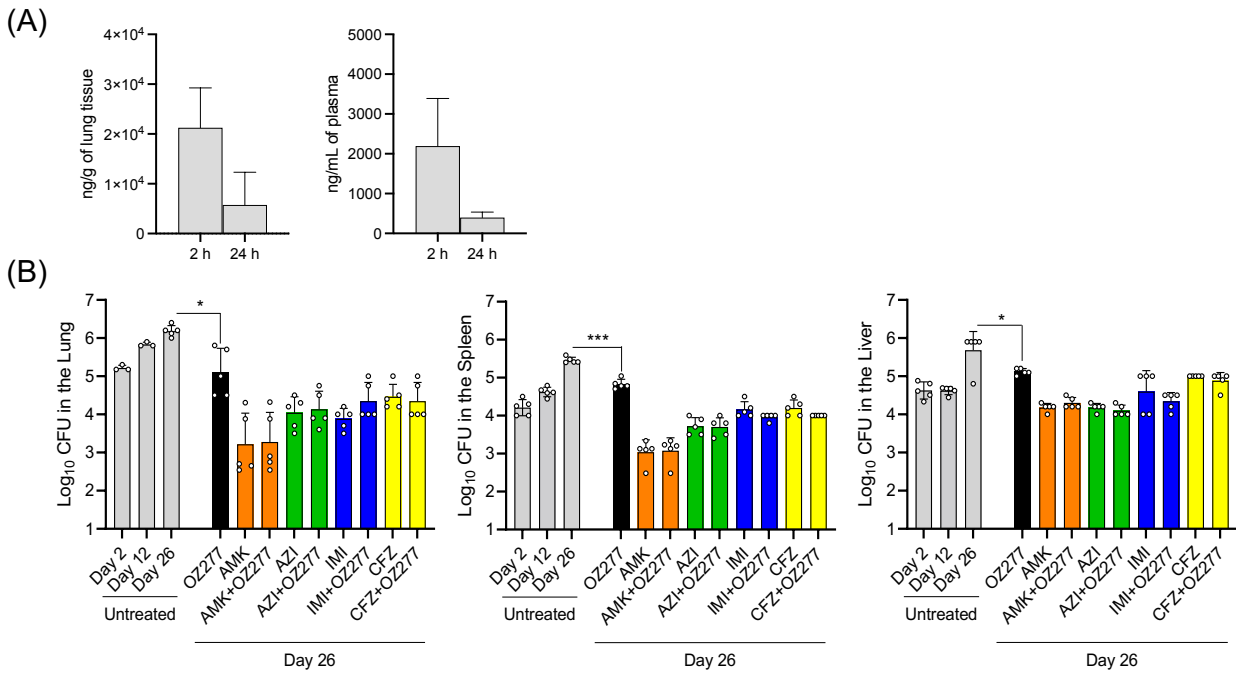 (A)
ng/g of lung tissue
4×10⁴
3×10⁴
2×10⁴
1×10⁴
0
2 h 24 h
ng/mL of plasma
5000
4000
3000
2000
1000
0
2 h 24 h
(B)
Log₁₀ CFU in the Lung
7
6
5
4
3
2
1
*
Day 2
Day 12
Day 26
OZ277
AMK
AMK+OZ277
AZI
AZI+OZ277
IMI
IMI+OZ277
CFZ
CFZ+OZ277
Untreated
Day 26
Log₁₀ CFU in the Spleen
7
6
5
4
3
2
1
***
Day 2
Day 12
Day 26
OZ277
AMK
AMK+OZ277
AZI
AZI+OZ277
IMI
IMI+OZ277
CFZ
CFZ+OZ277
Untreated
Day 26
Log₁₀ CFU in the Liver
7
6
5
4
3
2
1
*
Day 2
Day 12
Day 26
OZ277
AMK
AMK+OZ277
AZI
AZI+OZ277
IMI
IMI+OZ277
CFZ
CFZ+OZ277
Untreated
Day 26